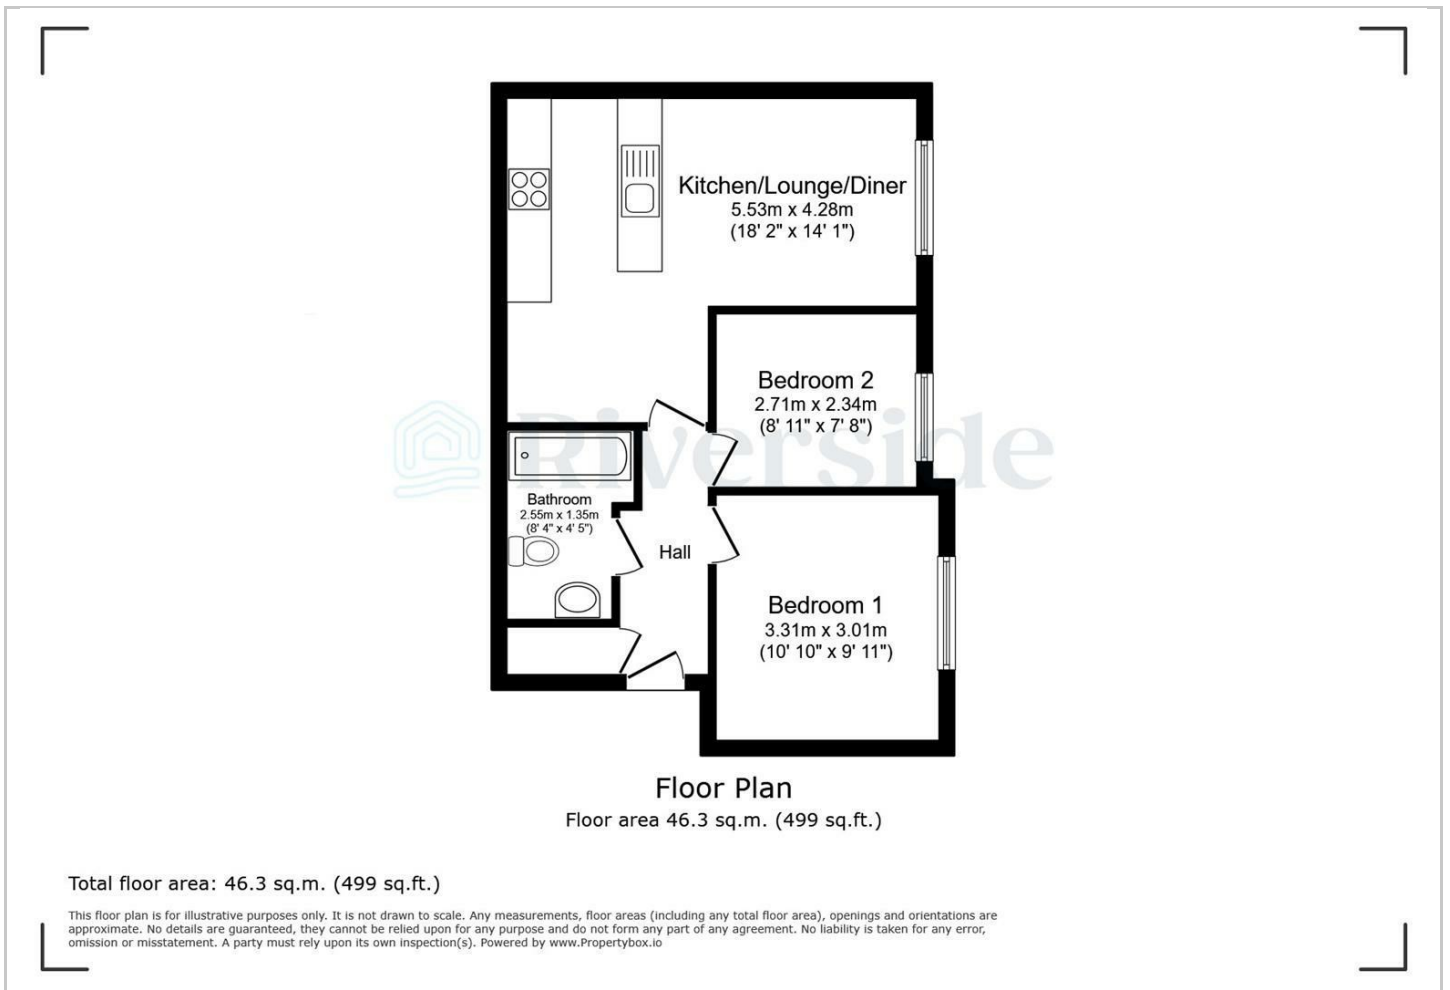 Kitchen/Lounge/Diner
5.53m x 4.28m
(18' 2" x 14' 1")
Bedroom 2
2.71m x 2.34m
(8' 11" x 7' 8")
Riverside
Bathroom
2.55m x 1.35m
(8' 4" x 4' 5")
Hall
Bedroom 1
3.31m x 3.01m
(10' 10" x 9' 11")
Floor Plan
Floor area 46.3 sq.m. (499 sq.ft.)
Total floor area: 46.3 sq.m. (499 sq.ft.)
This floor plan is for illustrative purposes only. It is not drawn to scale. Any measurements, floor areas (including any total floor area), openings and orientations are
approximate. No details are guaranteed, they cannot be relied upon for any purpose and do not form any part of any agreement. No liability is taken for any error,
omission or misstatement. A party must rely upon its own inspection(s). Powered by www.Propertybox.io